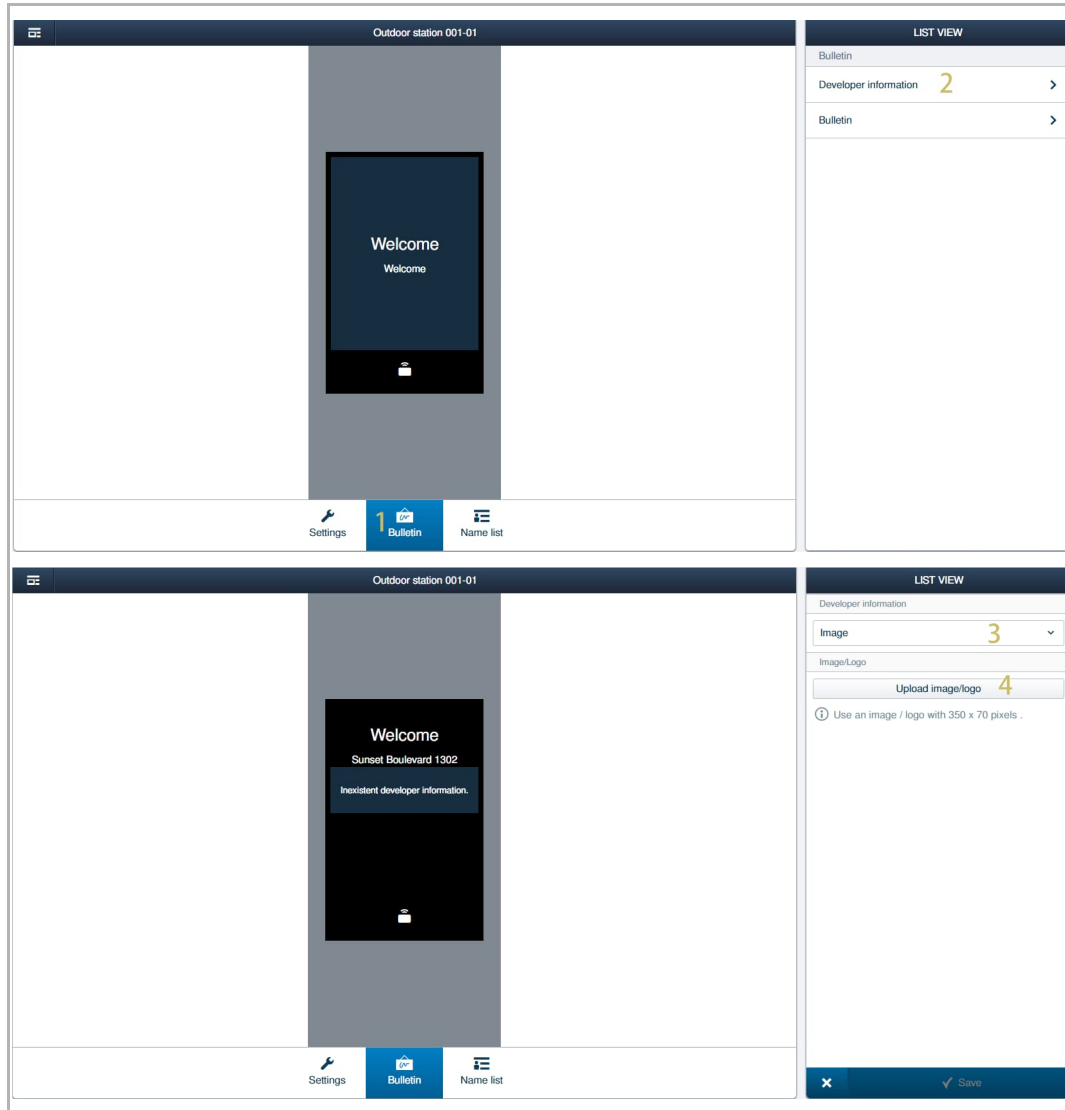 Outdoor station 001-01
LIST VIEW
Bulletin
Developer information 2
Bulletin
Welcome
Welcome
1
Settings Bulletin Name list
Outdoor station 001-01
LIST VIEW
Developer information
Image 3
Image/Logo
Upload image/logo 4
Use an image / logo with 350 x 70 pixels .
Welcome
Sunset Boulevard 1302
Inexistent developer information.
Settings Bulletin Name list
Save